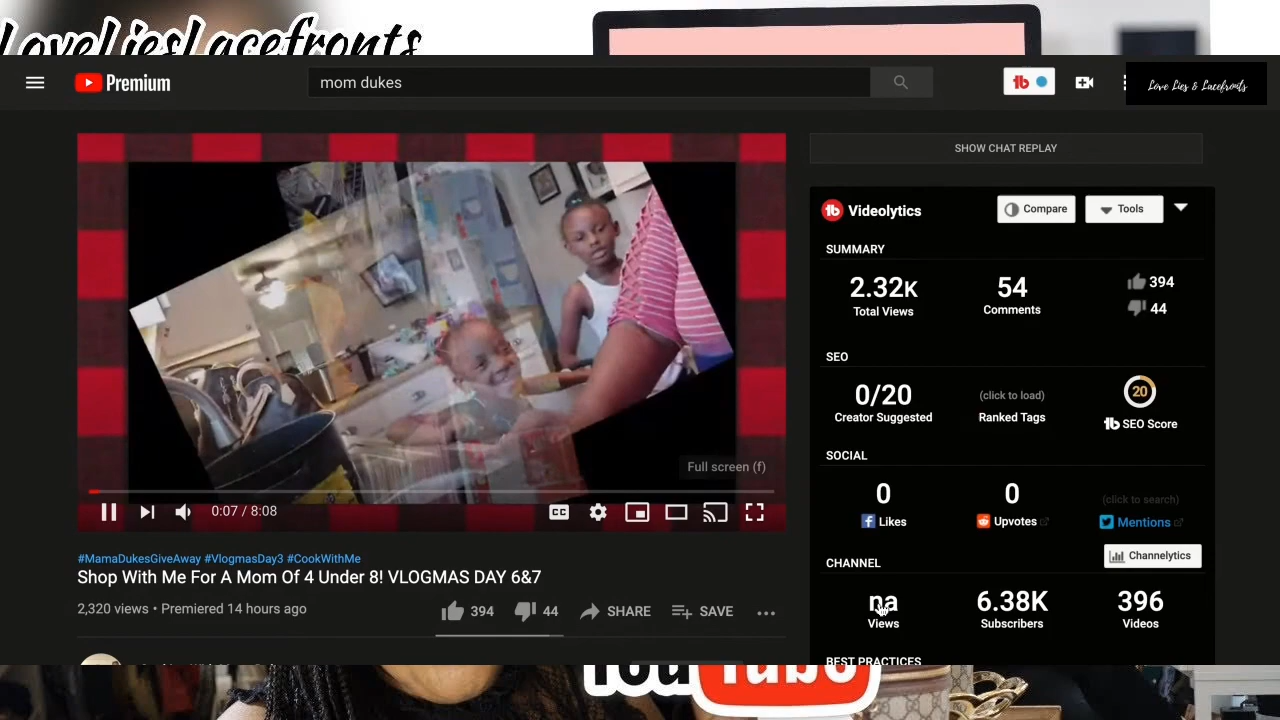 LoveLiesLacefronts
Premium
mom dukes
Love Lies & Lacefronts
SHOW CHAT REPLAY
Videolytics
Compare
Tools
SUMMARY
2.32K
Total Views
54
Comments
394
44
SEO
0/20
Creator Suggested
(click to load)
Ranked Tags
20
SEO Score
SOCIAL
0
Likes
0
Upvotes
(click to search)
Mentions
CHANNEL
Channelytics
na
Views
6.38K
Subscribers
396
Videos
BEST PRACTICES
Full screen (f)
0:07 / 8:08
CC
#MamaDukesGiveAway #VlogmasDay3 #CookWithMe
Shop With Me For A Mom Of 4 Under 8! VLOGMAS DAY 6&7
2,320 views • Premiered 14 hours ago
394
44
SHARE
SAVE
YouTube